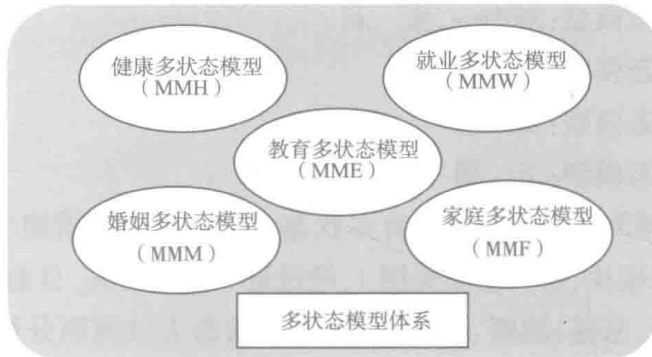 健康多状态模型
（MMH）
就业多状态模型
（MMW）
教育多状态模型
（MME）
婚姻多状态模型
（MMM）
家庭多状态模型
（MMF）
多状态模型体系